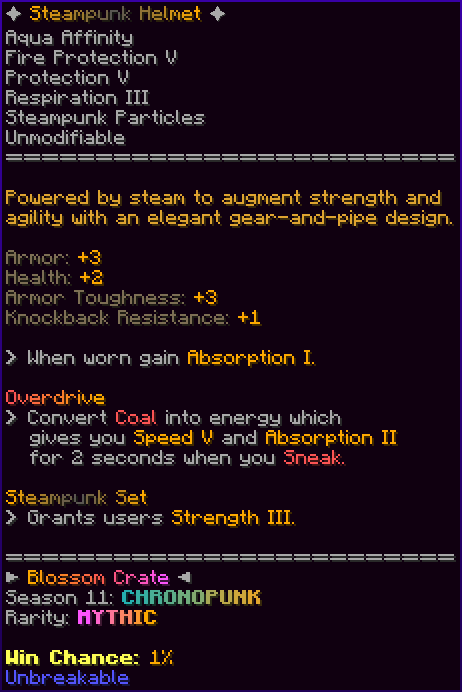 ✦ Steampunk Helmet ✦
Aqua Affinity
Fire Protection V
Protection V
Respiration III
Steampunk Particles
Unmodifiable
====================================
Powered by steam to augment strength and
agility with an elegant gear-and-pipe design.
Armor: +3
Health: +2
Armor Toughness: +3
Knockback Resistance: +1
> When worn gain Absorption I.
Overdrive
> Convert Coal into energy which
gives you Speed V and Absorption II
for 2 seconds when you Sneak.
Steampunk Set
> Grants users Strength III.
====================================
► Blossom Crate ◄
Season 11: CHRONOPUNK
Rarity: MYTHIC
Win Chance: 1%
Unbreakable